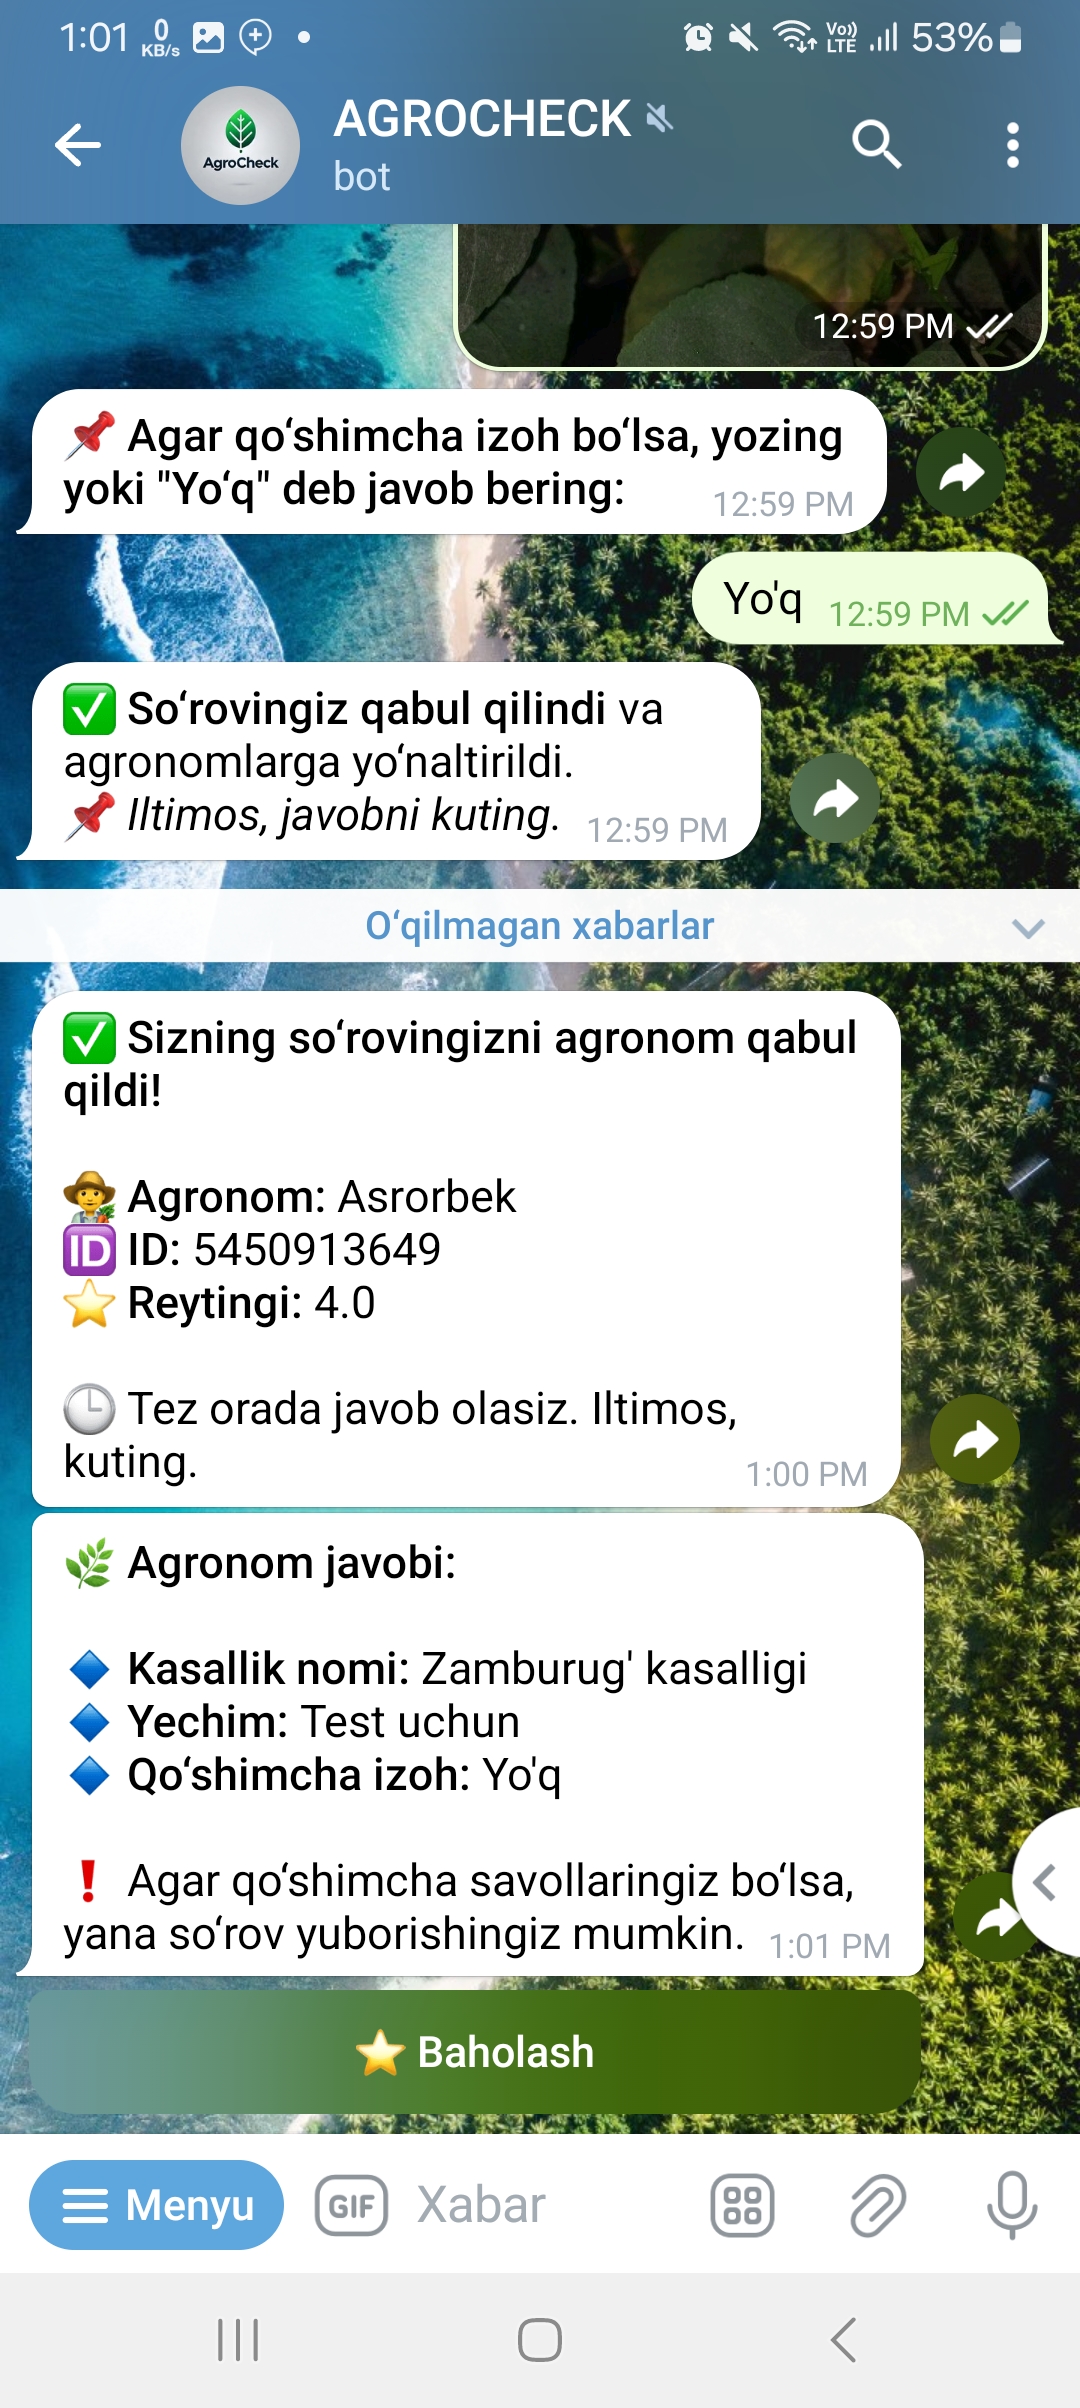 1:01
0
KB/s
Vo))
LTE
53%
AgroCheck
AGROCHECK
bot
12:59 PM
Agar qo‘shimcha izoh bo‘lsa, yozing
yoki "Yo‘q" deb javob bering:
12:59 PM
Yo'q
12:59 PM
So‘rovingiz qabul qilindi va
agronomlarga yo‘naltirildi.
Iltimos, javobni kuting.
12:59 PM
O‘qilmagan xabarlar
Sizning so‘rovingizni agronom qabul
qildi!
Agronom: Asrorbek
ID ID: 5450913649
Reytingi: 4.0
Tez orada javob olasiz. Iltimos,
kuting.
1:00 PM
Agronom javobi:
Kasallik nomi: Zamburug' kasalligi
Yechim: Test uchun
Qo‘shimcha izoh: Yo'q
❗ Agar qo‘shimcha savollaringiz bo‘lsa,
yana so‘rov yuborishingiz mumkin.
1:01 PM
Baholash
Menyu
GIF
Xabar